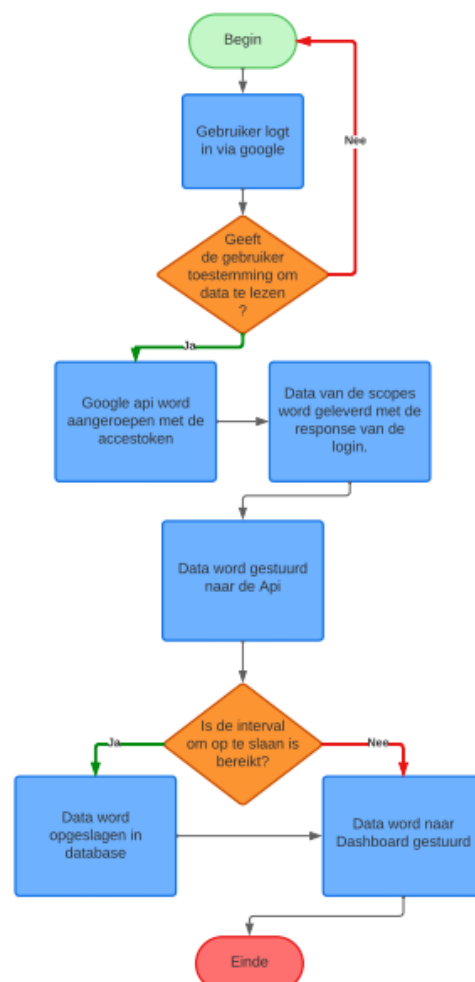 Begin
Gebruiker logt
in via google
Nee
Geeft
de gebruiker
toestemming om
data te lezen
?
Ja
Google api word
aangeroepen met de
accestoken
Data van de scopes
word geleverd met de
response van de
login.
Data word gestuurd
naar de Api
Is de interval
om op te slaan is
bereikt?
Ja
Nee
Data word
opgeslagen in
database
Data word naar
Dashboard gestuurd
Einde